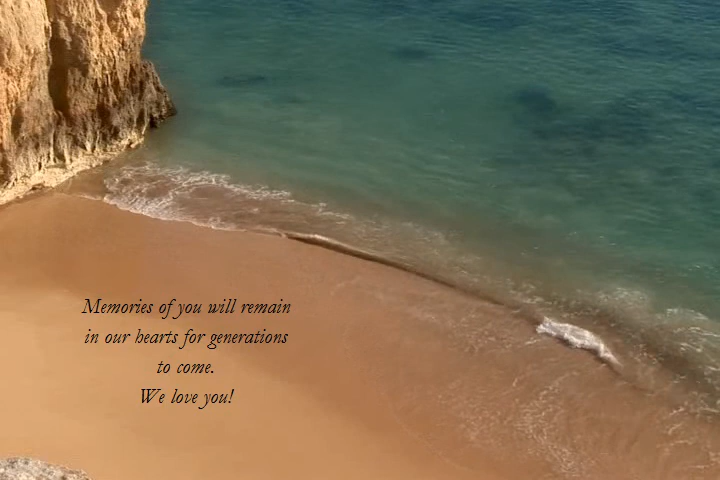 Memories of you will remain
in our hearts for generations
to come.
We love you!